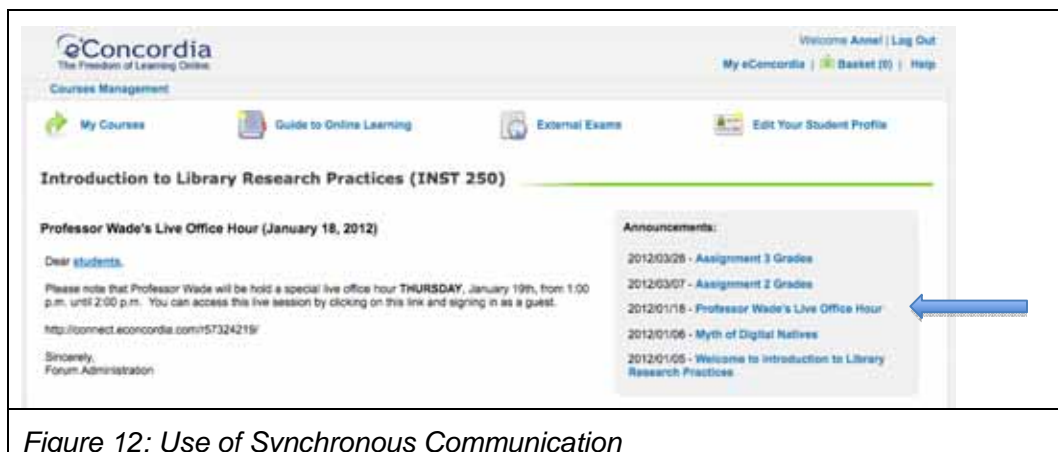 eConcordia
The Freedom of Learning Online
Welcome Annel | Log Out
My eConcordia | Basket (0) | Help
Courses Management
My Courses
Guide to Online Learning
External Exams
Edit Your Student Profile
Introduction to Library Research Practices (INST 250)
Professor Wade's Live Office Hour (January 18, 2012)
Dear students,
Please note that Professor Wade will be hold a special live office hour THURSDAY, January 19th, from 1:00
p.m. until 2:00 p.m. You can access this live session by clicking on this link and signing in as a guest.
http://connect.econcordia.com/r57324219/
Sincerely,
Forum Administration
Announcements:
2012/03/26 - Assignment 3 Grades
2012/03/07 - Assignment 2 Grades
2012/01/18 - Professor Wade's Live Office Hour
2012/01/06 - Myth of Digital Natives
2012/01/05 - Welcome to Introduction to Library
Research Practices
Figure 12: Use of Synchronous Communication